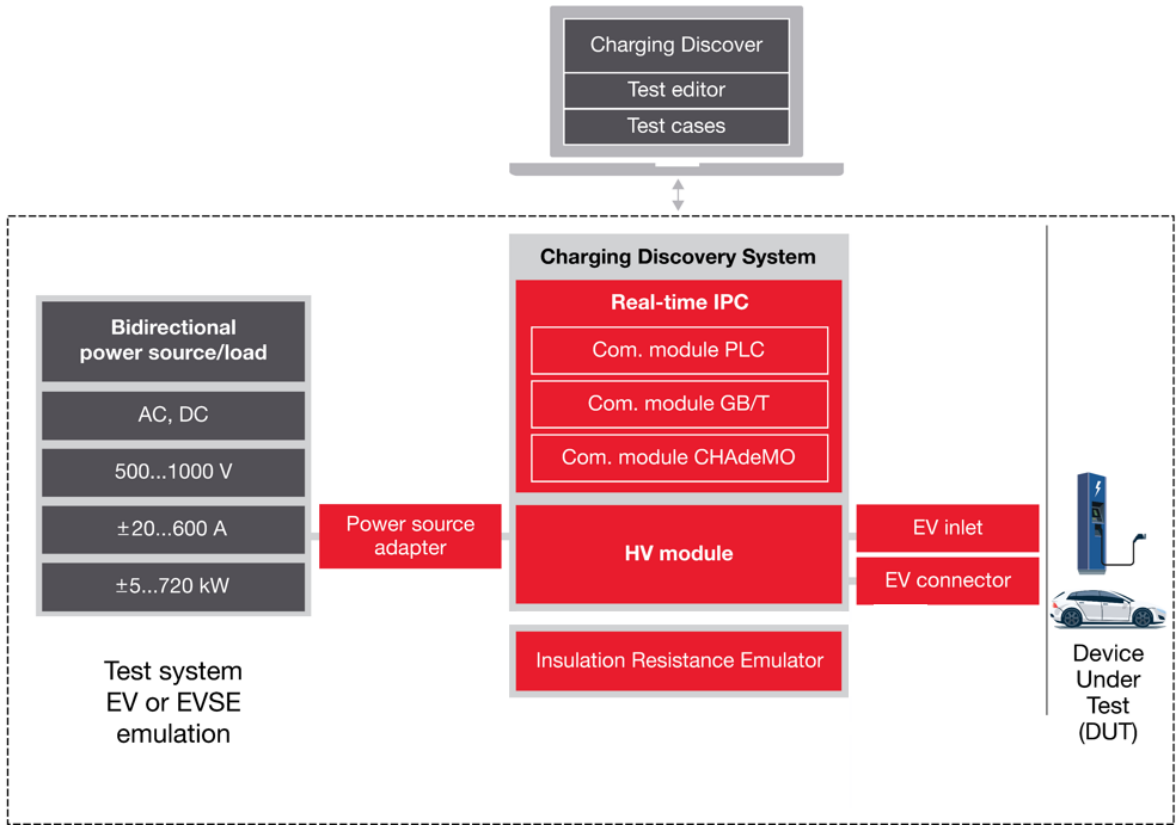 Charging Discover
Test editor
Test cases
Charging Discovery System
Real-time IPC
Com. module PLC
Com. module GB/T
Com. module CHAdeMO
Bidirectional
power source/load
AC, DC
500...1000 V
±20...600 A
±5...720 kW
Power source
adapter
HV module
EV inlet
EV connector
Insulation Resistance Emulator
Test system
EV or EVSE
emulation
Device
Under
Test
(DUT)